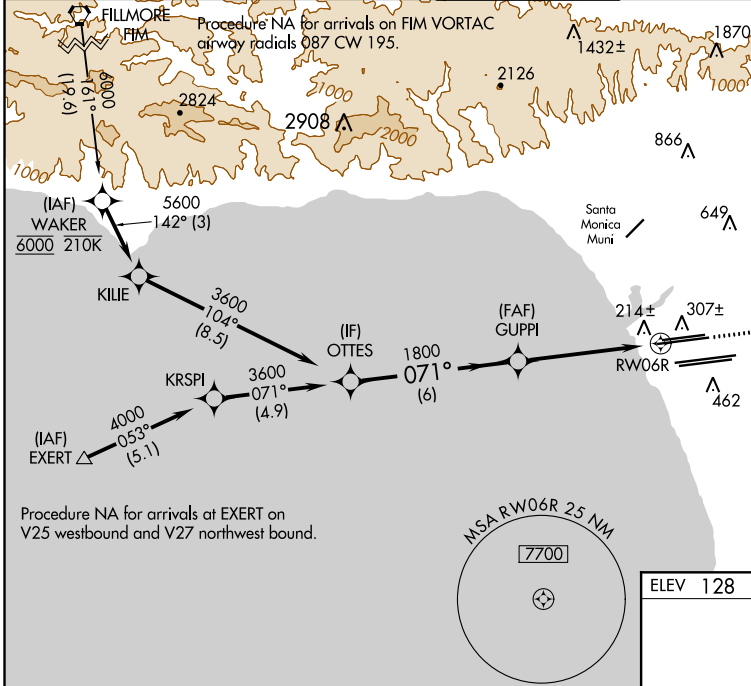 FILLMORE
FIM
Procedure NA for arrivals on FIM VORTAC
airway radials 087 CW 195.
1432±
1870
2126
1000
1000
6000
161°
(19.6)
2824
2908
2000
1000
866
(IAF)
WAKER
6000 210K
5600
142° (3)
Santa
Monica
Muni
649
KILIE
3600
104°
(8.5)
(IF)
OTTES
(FAF)
GUPPI
214±
307±
RW06R
462
KRSPI
3600
071°
(4.9)
1800
071°
(6)
4000
053°
(5.1)
(IAF)
EXERT
Procedure NA for arrivals at EXERT on
V25 westbound and V27 northwest bound.
MSA RW06R 25 NM
7700
ELEV 128